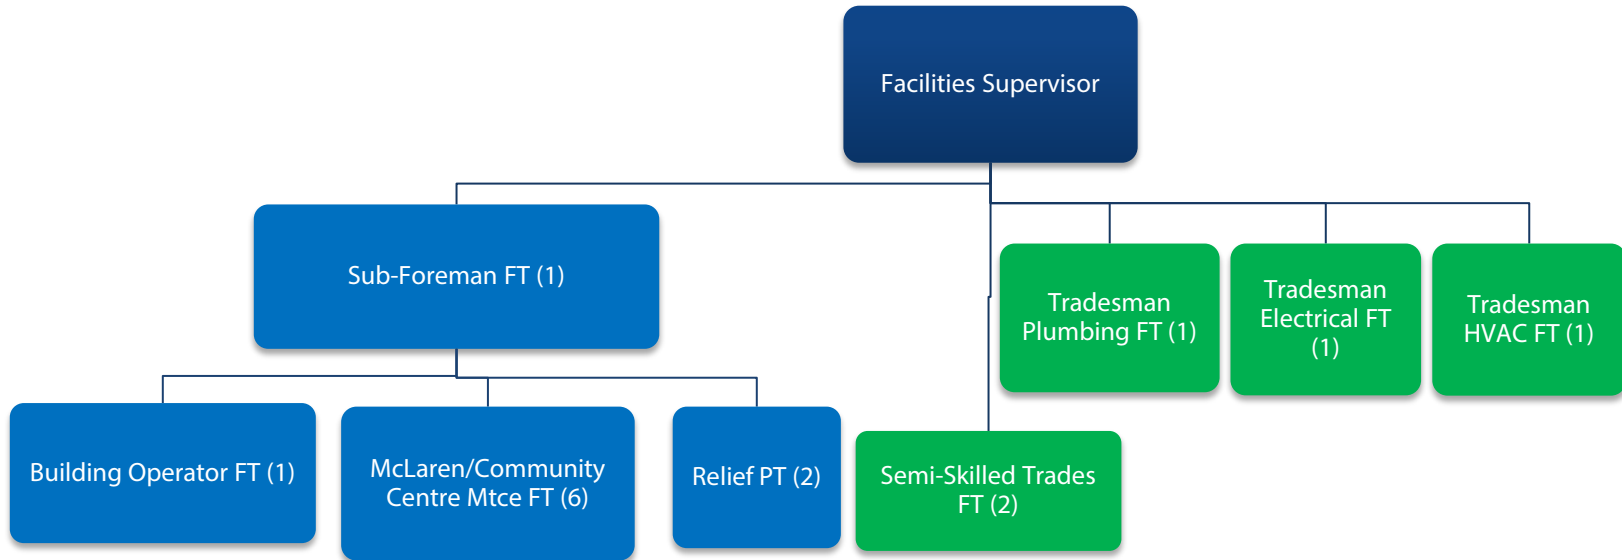 Facilities Supervisor
Sub-Foreman FT (1)
Tradesman
Plumbing FT (1)
Tradesman
Electrical FT
(1)
Tradesman
HVAC FT (1)
Building Operator FT (1)
McLaren/Community
Centre Mtce FT (6)
Relief PT (2)
Semi-Skilled Trades
FT (2)